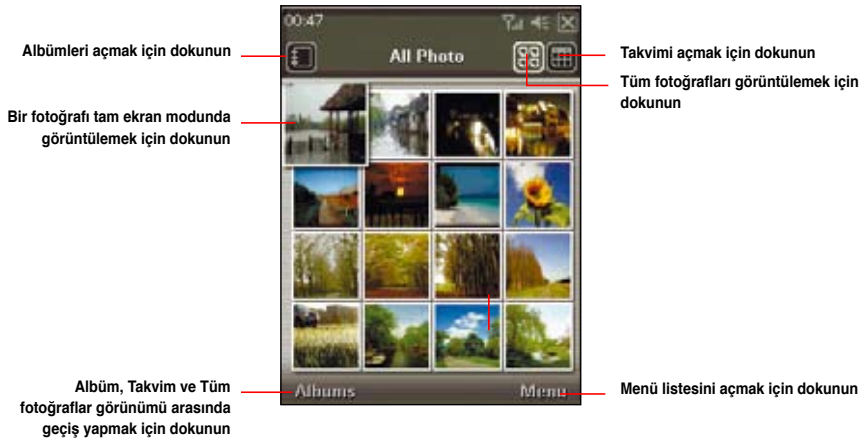 00:47
Albümleri açmak için dokunun
All Photo
Takvimi açmak için dokunun
Tüm fotoğrafları görüntülemek için
dokunun
Bir fotoğrafı tam ekran modunda
görüntülemek için dokunun
Albums
Menu
Albüm, Takvim ve Tüm
fotoğraflar görünümü arasında
geçiş yapmak için dokunun
Menü listesini açmak için dokunun